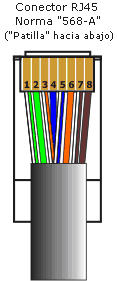 Conector RJ45
Norma "568-A"
("Patilla" hacia abajo)
1 2 3 4 5 6 7 8